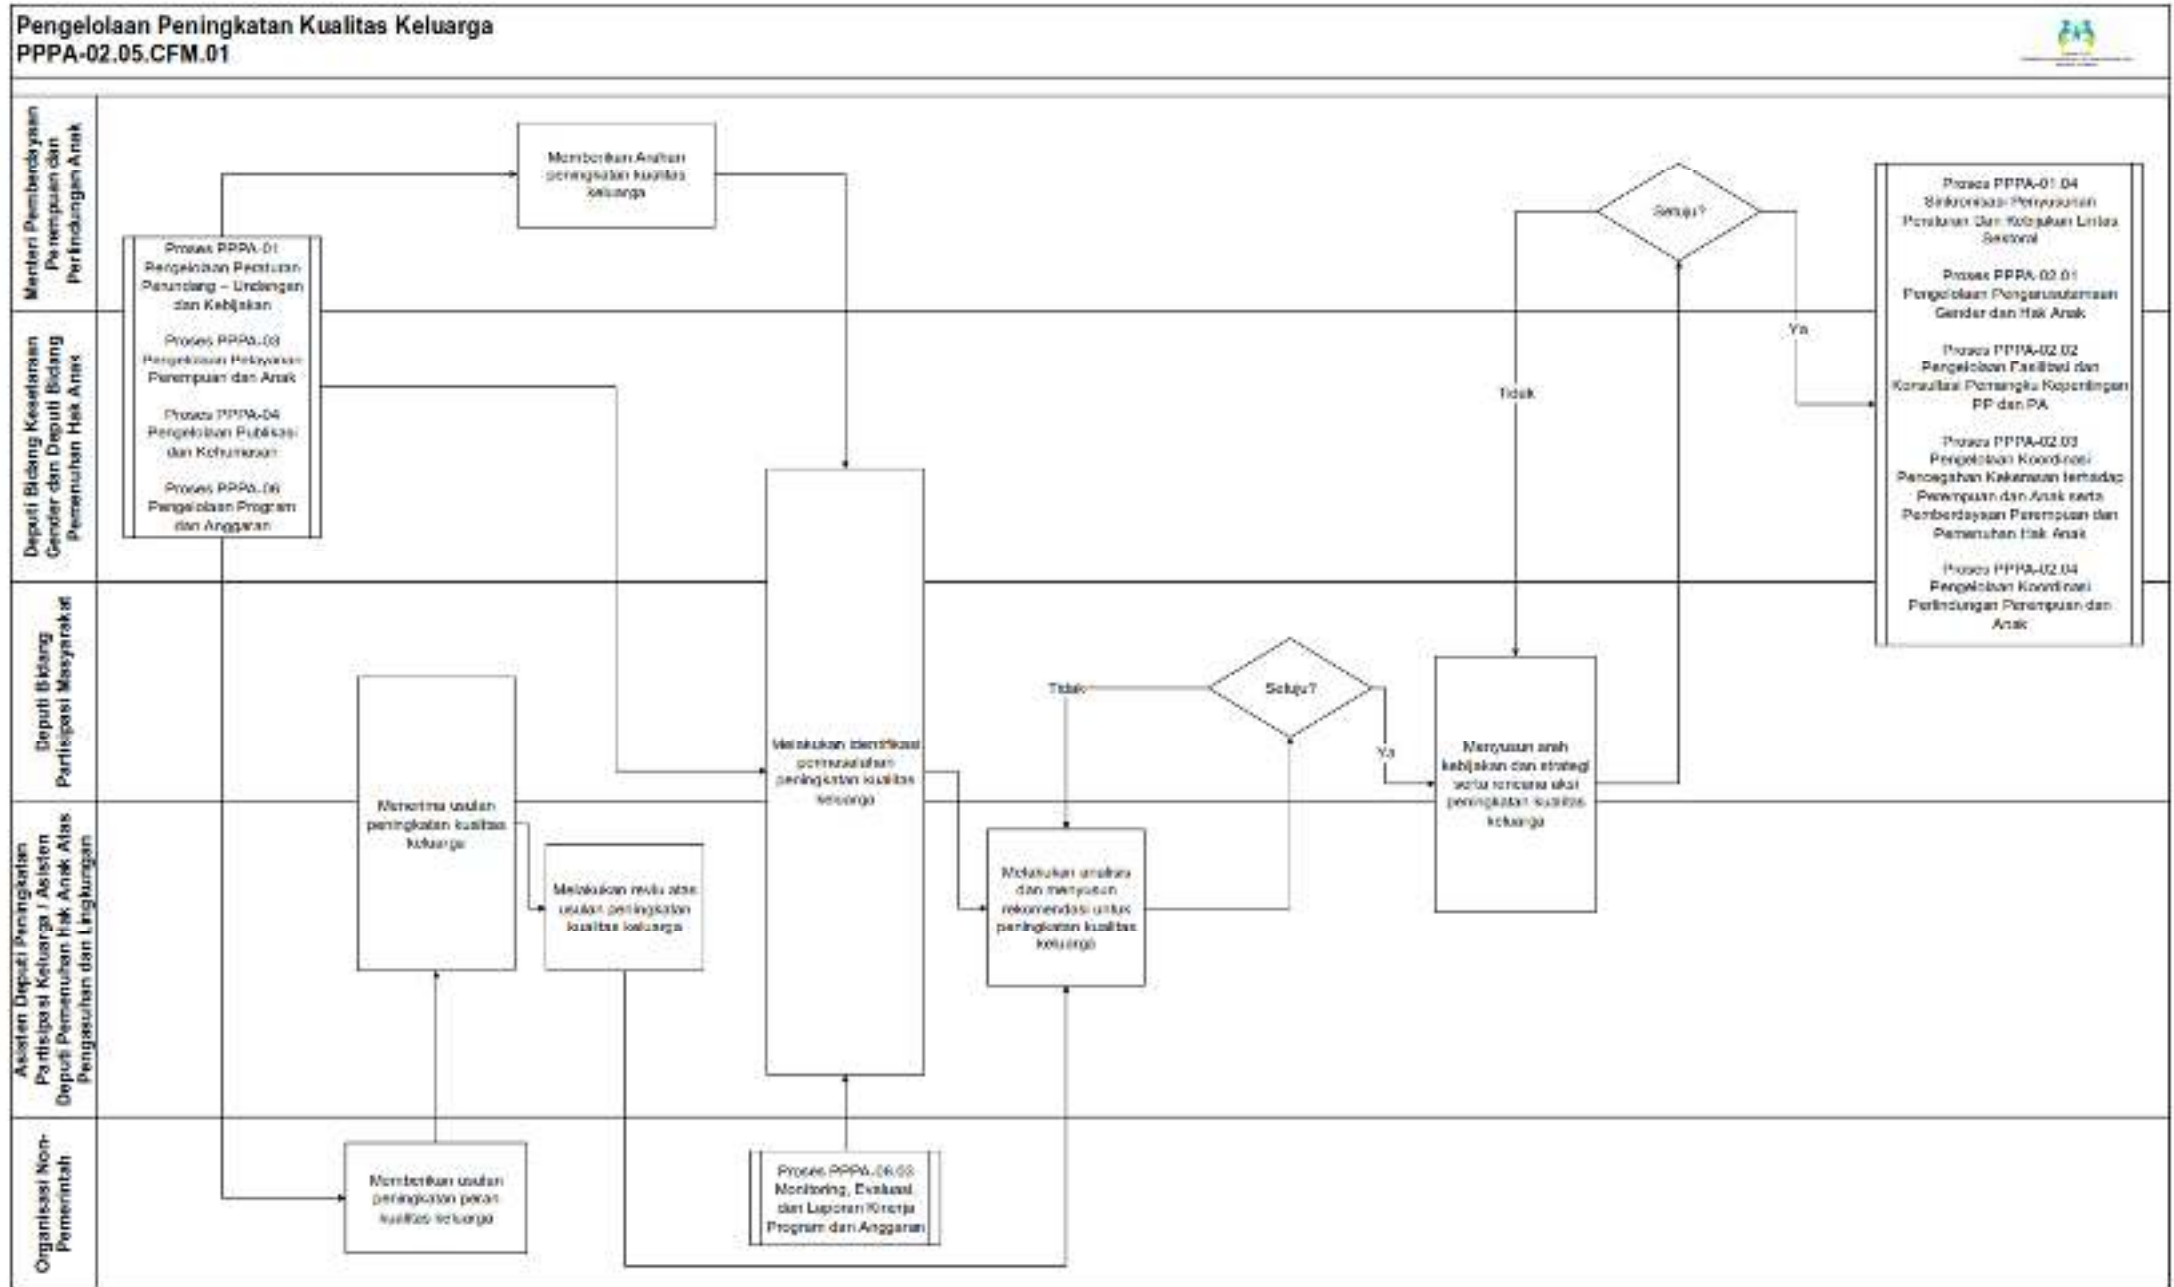 Pengelolaan Peningkatan Kualitas Keluarga
PPPA-02.05.CFM.01
Menteri Pemberdayaan
Perempuan dan
Perlindungan Anak
Deputi Bidang Kesetaraan
Gender dan Deputi Bidang
Pemenuhan Hak Anak
Deputi Bidang
Partisipasi Masyarakat
Asisten Deputi Peningkatan
Partisipasi Keluarga / Asisten
Deputi Pemenuhan Hak Anak Atas
Pengasuhan dan Lingkungan
Organisasi Non-
Pemerintah
Proses PPPA-01
Pengelolaan Peraturan
Perundang – Undangan
dan Kebijakan
Proses PPPA-03
Pengelolaan Pelayanan
Perempuan dan Anak
Proses PPPA-04
Pengelolaan Publikasi
dan Kehumasan
Proses PPPA-06
Pengelolaan Program
dan Anggaran
Memberikan Arahan
peningkatan kualitas
keluarga
Menerima usulan
peningkatan kualitas
keluarga
Melakukan reviu atas
usulan peningkatan
kualitas keluarga
Memberikan usulan
peningkatan peran
kualitas keluarga
Melakukan identifikasi
permasalahan
peningkatan kualitas
keluarga
Proses PPPA-06.03
Monitoring, Evaluasi,
dan Laporan Kinerja
Program dan Anggaran
Melakukan analisis
dan menyusun
rekomendasi untuk
peningkatan kualitas
keluarga
Tidak
Setuju?
Ya
Menyusun arah
kebijakan dan strategi
serta rencana aksi
peningkatan kualitas
keluarga
Tidak
Setuju?
Ya
Proses PPPA-01.04
Sinkronisasi Penyusunan
Peraturan Dan Kebijakan Lintas
Sektoral
Proses PPPA-02.01
Pengelolaan Pengarusutamaan
Gender dan Hak Anak
Proses PPPA-02.02
Pengelolaan Fasilitasi dan
Konsultasi Pemangku Kepentingan
PP dan PA
Proses PPPA-02.03
Pengelolaan Koordinasi
Pencegahan Kekerasan terhadap
Perempuan dan Anak serta
Pemberdayaan Perempuan dan
Pemenuhan Hak Anak
Proses PPPA-02.04
Pengelolaan Koordinasi
Perlindungan Perempuan dan
Anak